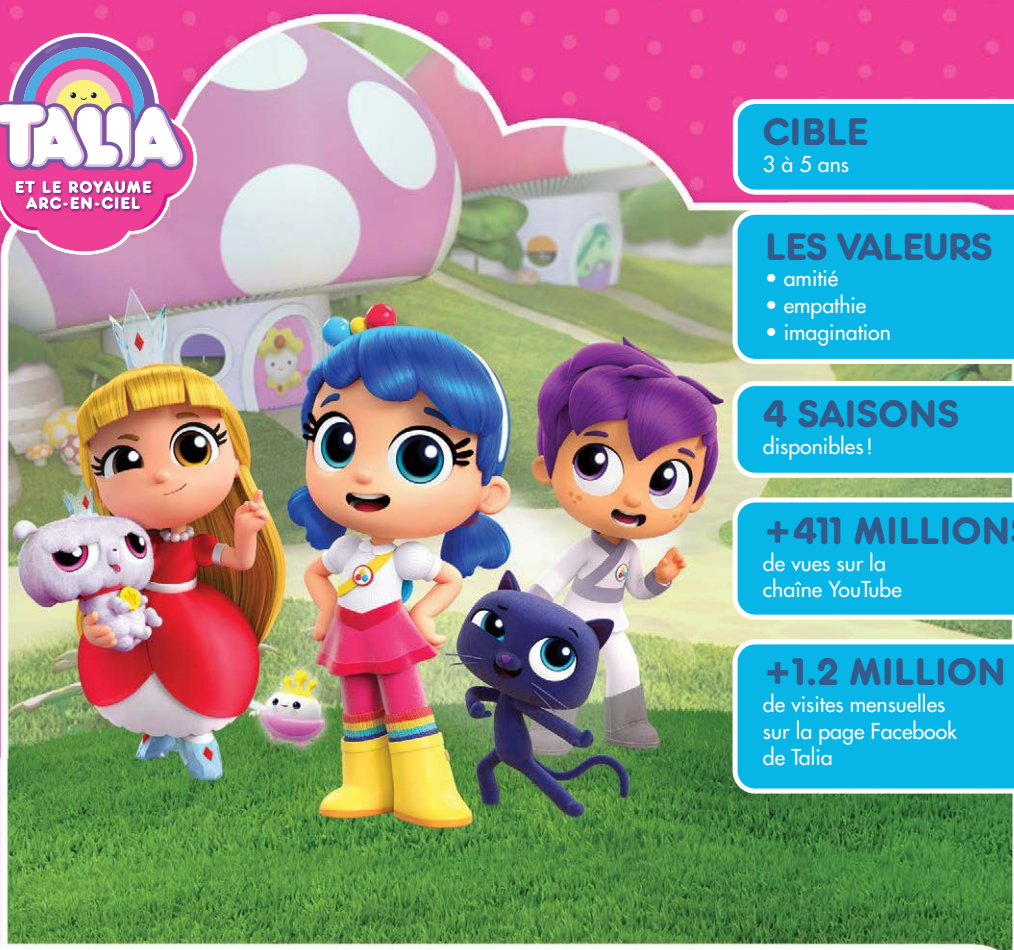 TALIA
ET LE ROYAUME
ARC-EN-CIEL
CIBLE
3 à 5 ans
LES VALEURS
• amitié
• empathie
• imagination
4 SAISONS
disponibles !
+411 MILLIONS
de vues sur la
chaîne YouTube
+1.2 MILLION
de visites mensuelles
sur la page Facebook
de Talia